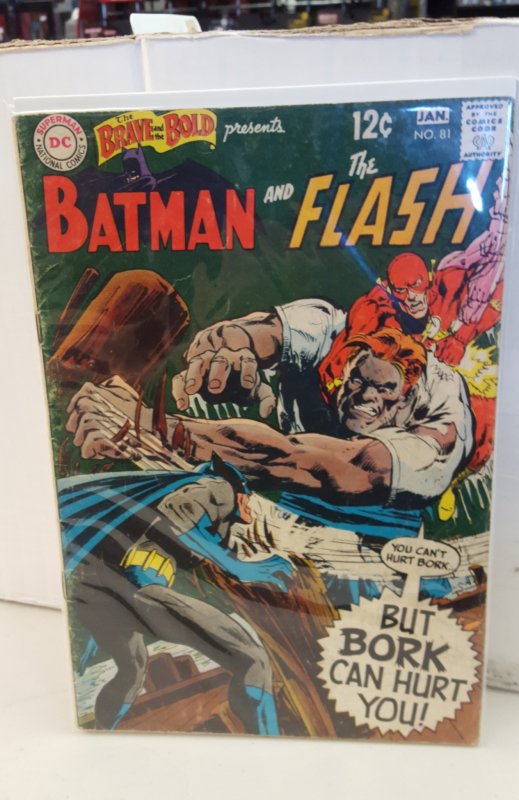 SUPERMAN
DC
NATIONAL COMICS
The
BRAVE and the BOLD presents
12¢
JAN.
NO. 81
APPROVED
BY THE
COMICS
CODE
AUTHORITY
BATMAN AND The FLASH
YOU CAN'T
HURT BORK..
BUT
BORK
CAN HURT
YOU!